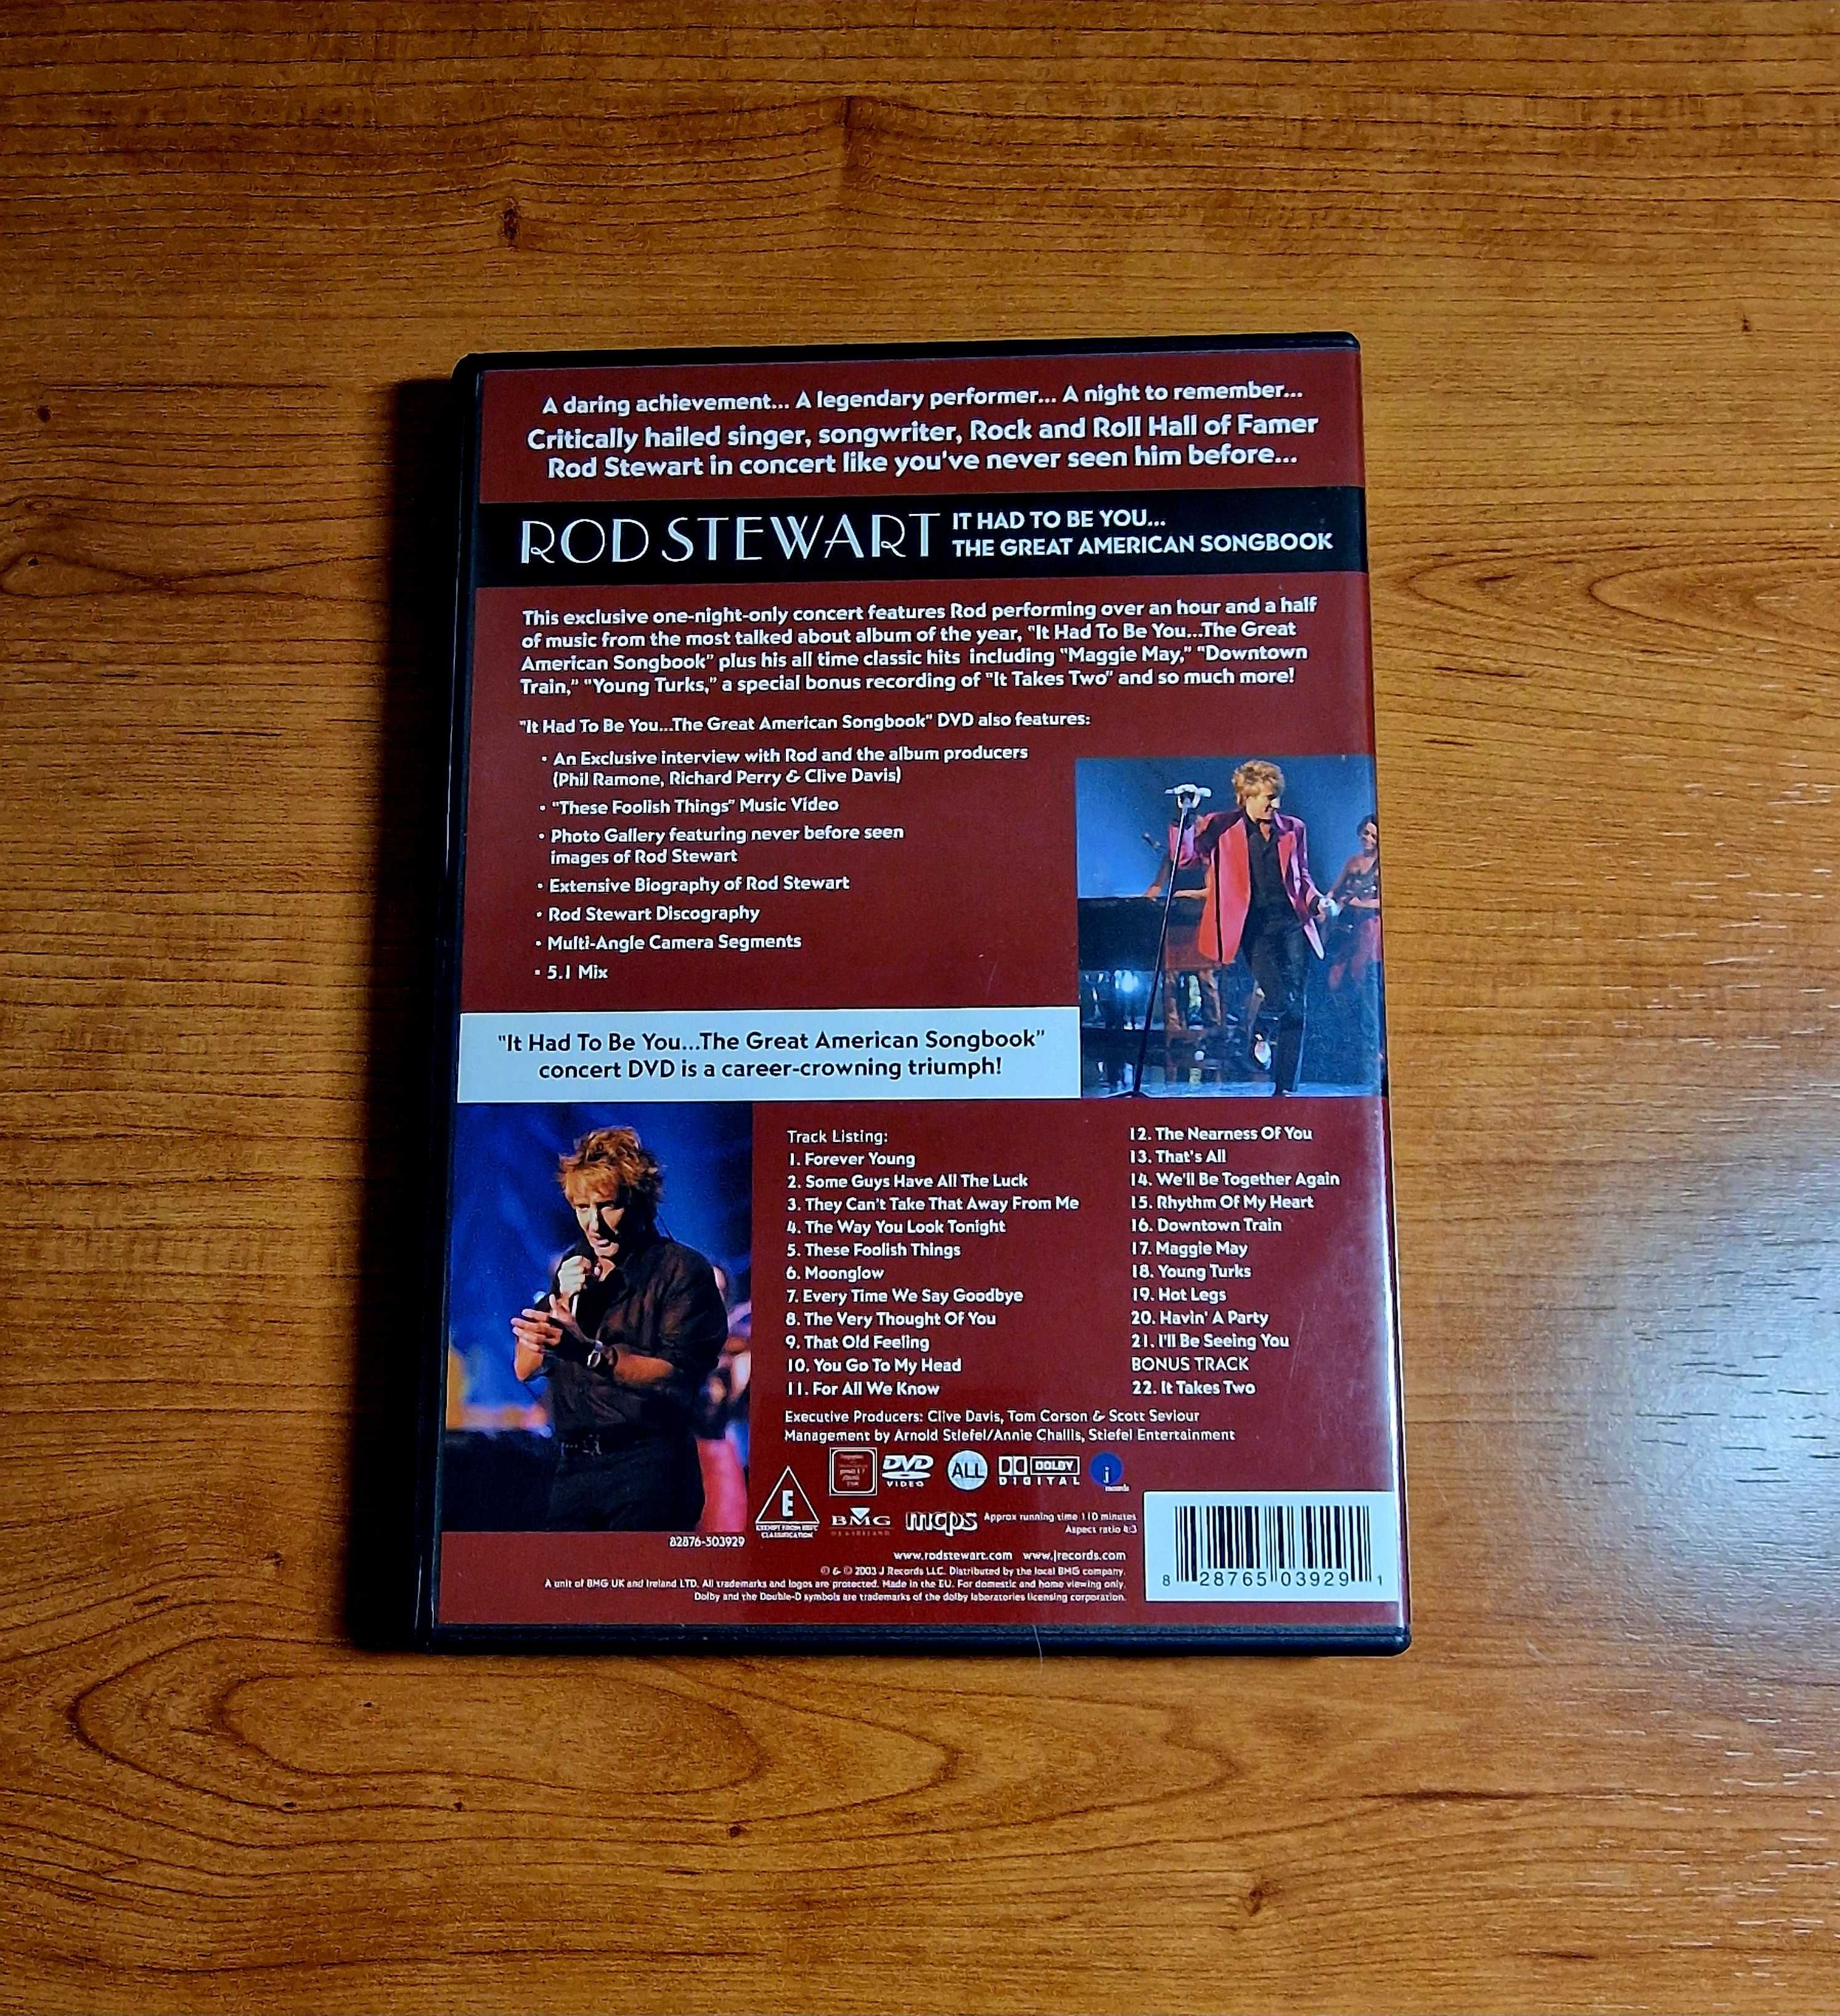 A daring achievement... A legendary performer... A night to remember...
Critically hailed singer, songwriter, Rock and Roll Hall of Famer
Rod Stewart in concert like you've never seen him before...
ROD STEWART
IT HAD TO BE YOU...
THE GREAT AMERICAN SONGBOOK
This exclusive one-night-only concert features Rod performing over an hour and a half
of music from the most talked about album of the year, "It Had To Be You...The Great
American Songbook" plus his all time classic hits including "Maggie May," "Downtown
Train," "Young Turks," a special bonus recording of "It Takes Two" and so much more!
"It Had To Be You...The Great American Songbook" DVD also features:
• An Exclusive interview with Rod and the album producers
(Phil Ramone, Richard Perry & Clive Davis)
• "These Foolish Things" Music Video
• Photo Gallery featuring never before seen
images of Rod Stewart
• Extensive Biography of Rod Stewart
• Rod Stewart Discography
• Multi-Angle Camera Segments
• 5.1 Mix
"It Had To Be You...The Great American Songbook"
concert DVD is a career-crowning triumph!
Track Listing:
1. Forever Young
2. Some Guys Have All The Luck
3. They Can't Take That Away From Me
4. The Way You Look Tonight
5. These Foolish Things
6. Moonglow
7. Every Time We Say Goodbye
8. The Very Thought Of You
9. That Old Feeling
10. You Go To My Head
11. For All We Know
12. The Nearness Of You
13. That's All
14. We'll Be Together Again
15. Rhythm Of My Heart
16. Downtown Train
17. Maggie May
18. Young Turks
19. Hot Legs
20. Havin' A Party
21. I'll Be Seeing You
BONUS TRACK
22. It Takes Two
Executive Producers: Clive Davis, Tom Corson & Scott Seviour
Management by Arnold Stiefel/Annie Challis, Stiefel Entertainment
DVD
VIDEO
ALL
DOLBY
DIGITAL
j
records
E
EXEMPT FROM BBFC
CLASSIFICATION
BMG
UK & IRELAND
mcps
Approx running time 110 minutes
Aspect ratio 4:3
82876-503929
www.rodstewart.com www.jrecords.com
℗ & © 2003 J Records LLC. Distributed by the local BMG company.
A unit of BMG UK and Ireland LTD. All trademarks and logos are protected. Made in the EU. For domestic and home viewing only.
Dolby and the Double-D symbols are trademarks of the dolby laboratories licensing corporation.
8 28765 03929 1